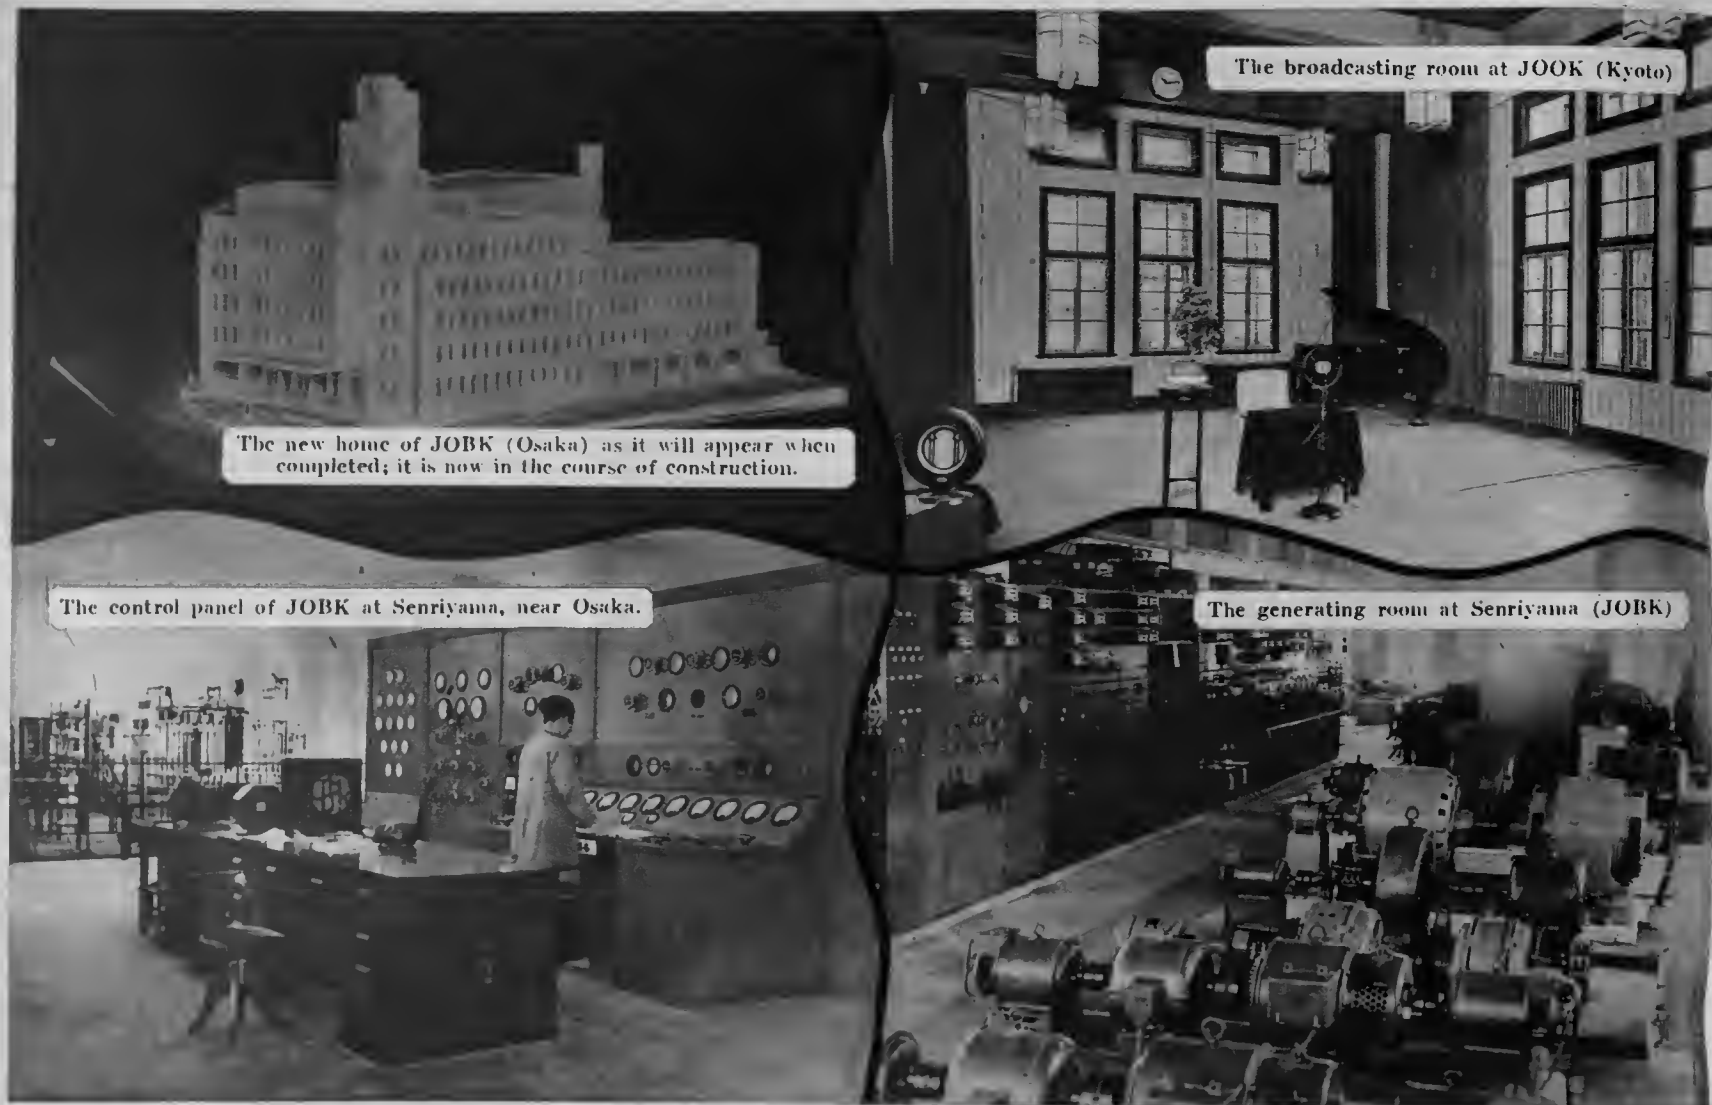 The new home of JOBK (Osaka) as it will appear when
completed; it is now in the course of construction.
The broadcasting room at JOOK (Kyoto)
The control panel of JOBK at Senriyama, near Osaka.
The generating room at Senriyama (JOBK)